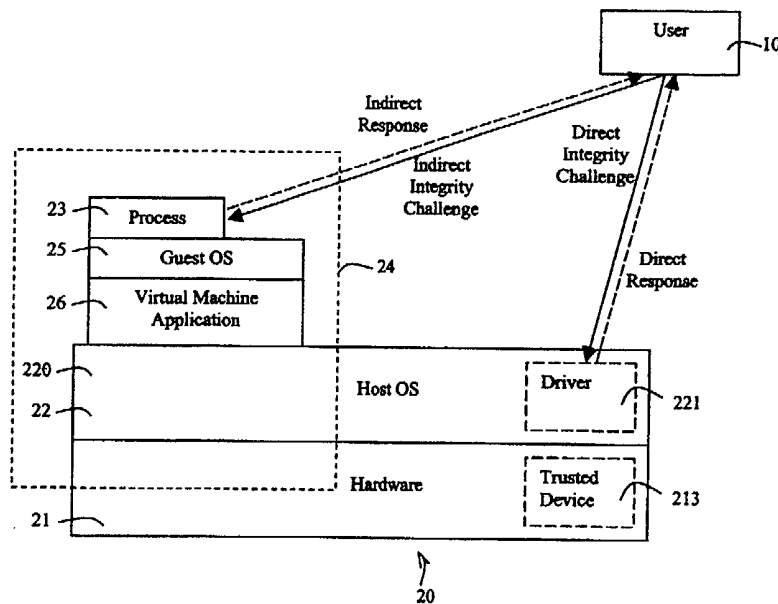 User
10
Indirect
Response
Direct
Integrity
Challenge
Indirect
Integrity
Challenge
23
Process
25
Guest OS
24
Direct
Response
26
Virtual Machine
Application
220
Host OS
Driver
221
22
Hardware
Trusted
Device
213
21
20